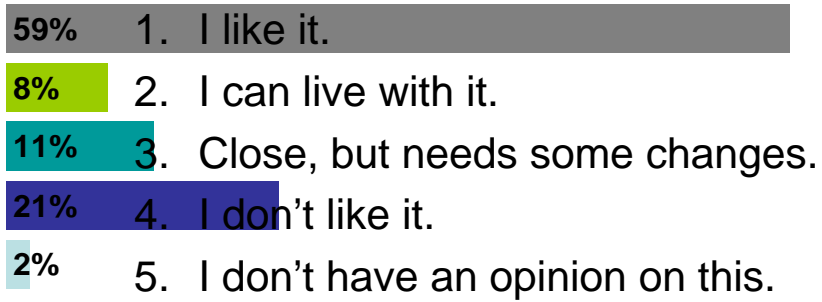 59% 1. I like it.
8% 2. I can live with it.
11% 3. Close, but needs some changes.
21% 4. I don’t like it.
2% 5. I don’t have an opinion on this.